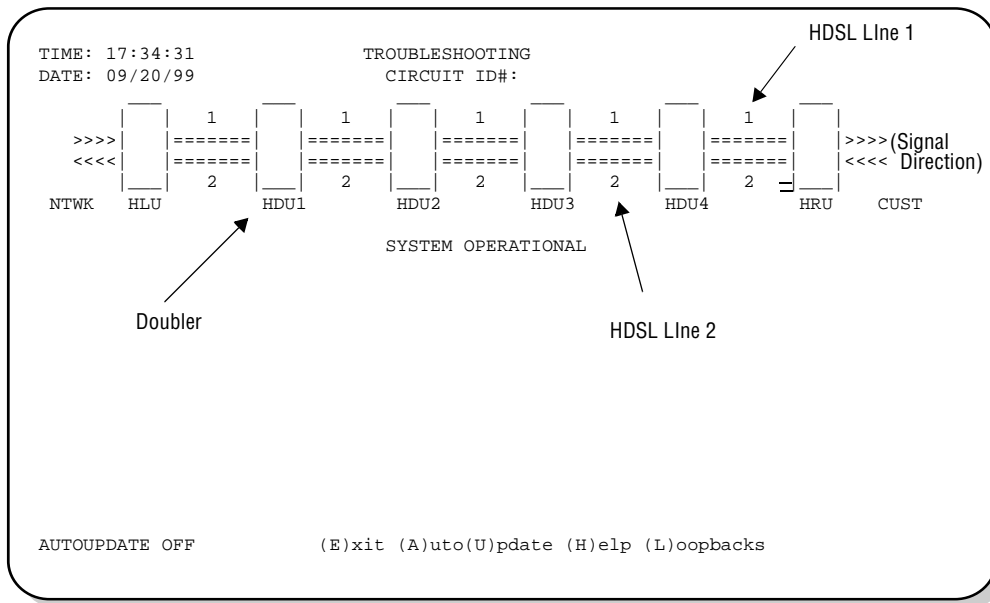 HDSL LIne 1
TIME: 17:34:31 TROUBLESHOOTING
DATE: 09/20/99 CIRCUIT ID#:
1 1 1 1 1
>>>> ======= ======= ======= ======= ======= >>>> (Signal
<<<< ======= ======= ======= ======= ======= <<<< Direction)
2 2 2 2 2
NTWK HLU HDU1 HDU2 HDU3 HDU4 HRU CUST
SYSTEM OPERATIONAL
Doubler
HDSL LIne 2
AUTOUPDATE OFF (E)xit (A)uto(U)pdate (H)elp (L)oopbacks